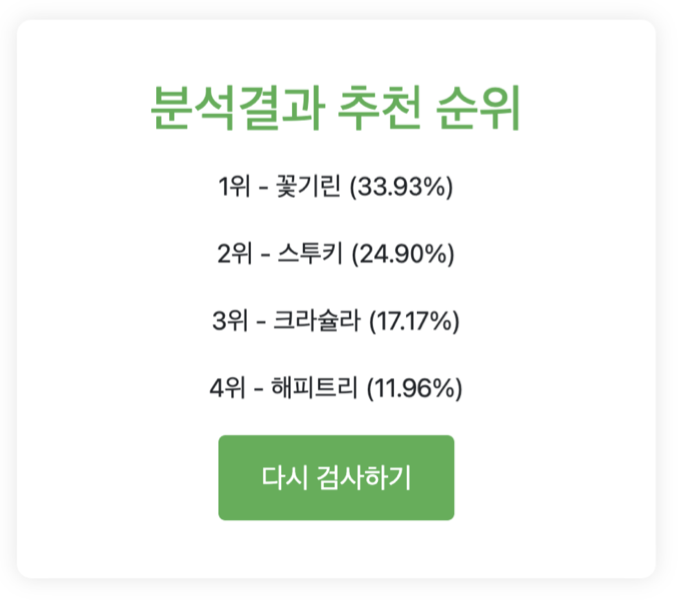 분석결과 추천 순위
1위 - 꽃기린 (33.93%)
2위 - 스투키 (24.90%)
3위 - 크라슐라 (17.17%)
4위 - 해피트리 (11.96%)
다시 검사하기